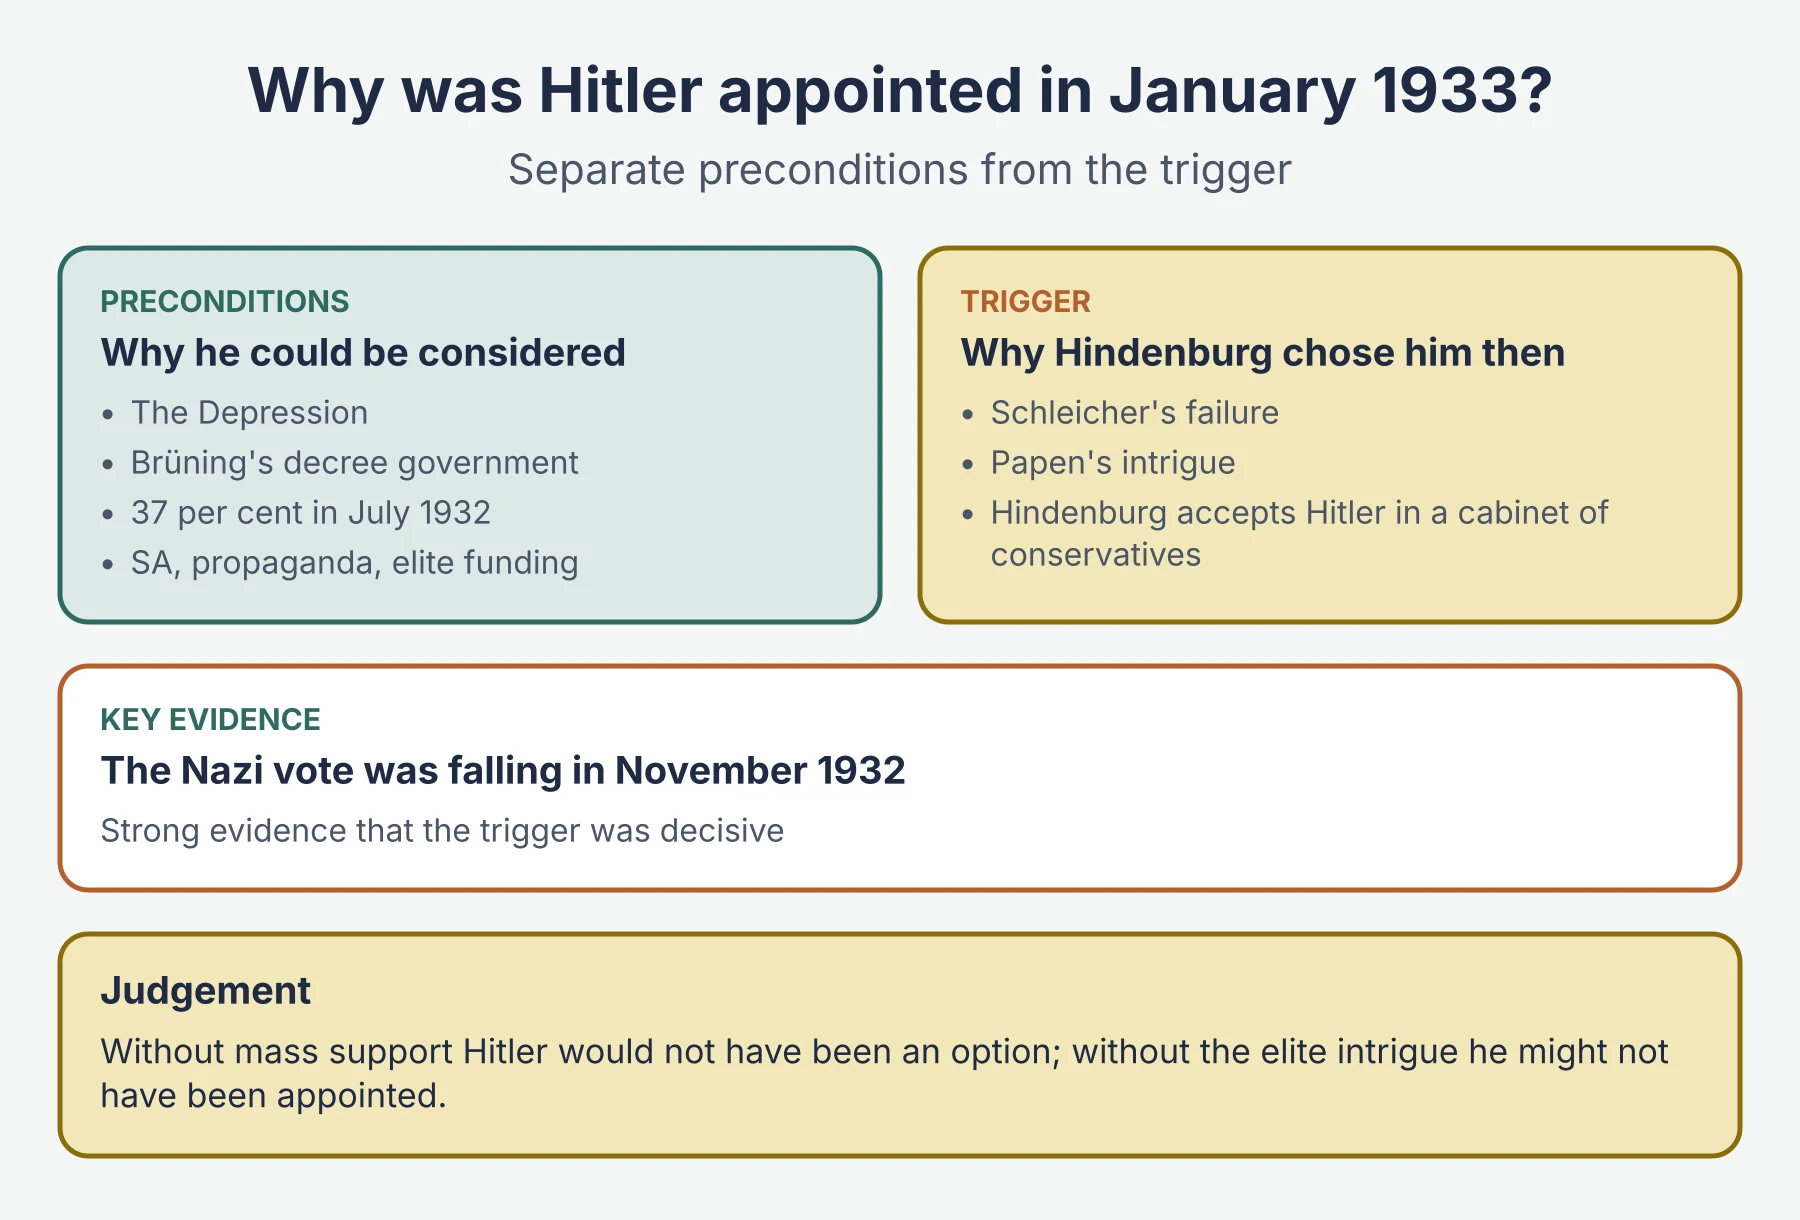 Why was Hitler appointed in January 1933?
Separate preconditions from the trigger
PRECONDITIONS
Why he could be considered
• The Depression
• Brüning's decree government
• 37 per cent in July 1932
• SA, propaganda, elite funding
TRIGGER
Why Hindenburg chose him then
• Schleicher's failure
• Papen's intrigue
• Hindenburg accepts Hitler in a cabinet of
conservatives
KEY EVIDENCE
The Nazi vote was falling in November 1932
Strong evidence that the trigger was decisive
Judgement
Without mass support Hitler would not have been an option; without the elite intrigue he might not
have been appointed.